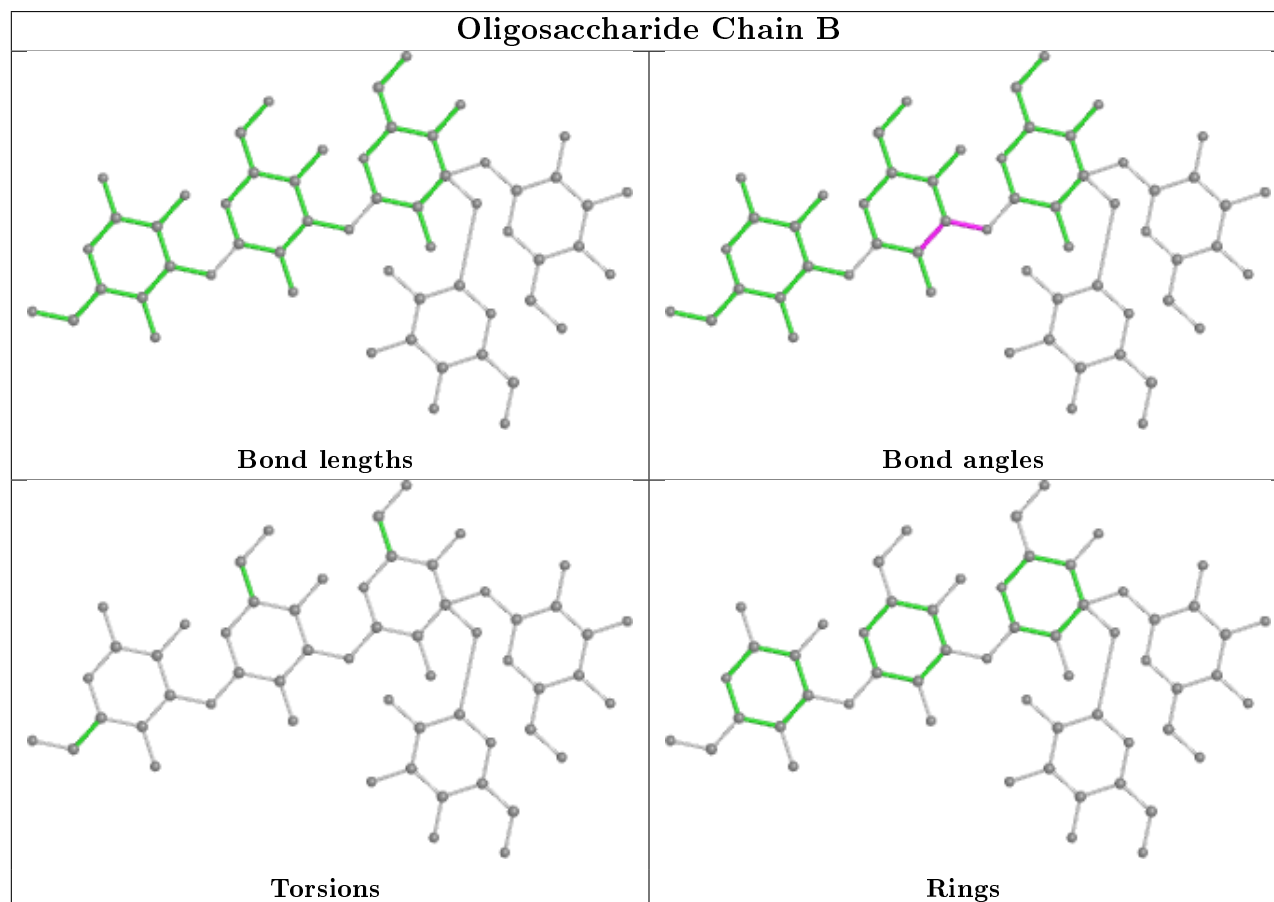 Oligosaccharide Chain B
Bond lengths
Bond angles
Torsions
Rings